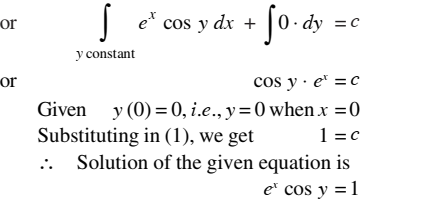 or ∫ e^x cos y dx + ∫ 0 · dy = c
y constant
or cos y · e^x = c
Given y (0) = 0, i.e., y = 0 when x = 0
Substituting in (1), we get 1 = c
∴ Solution of the given equation is
e^x cos y = 1